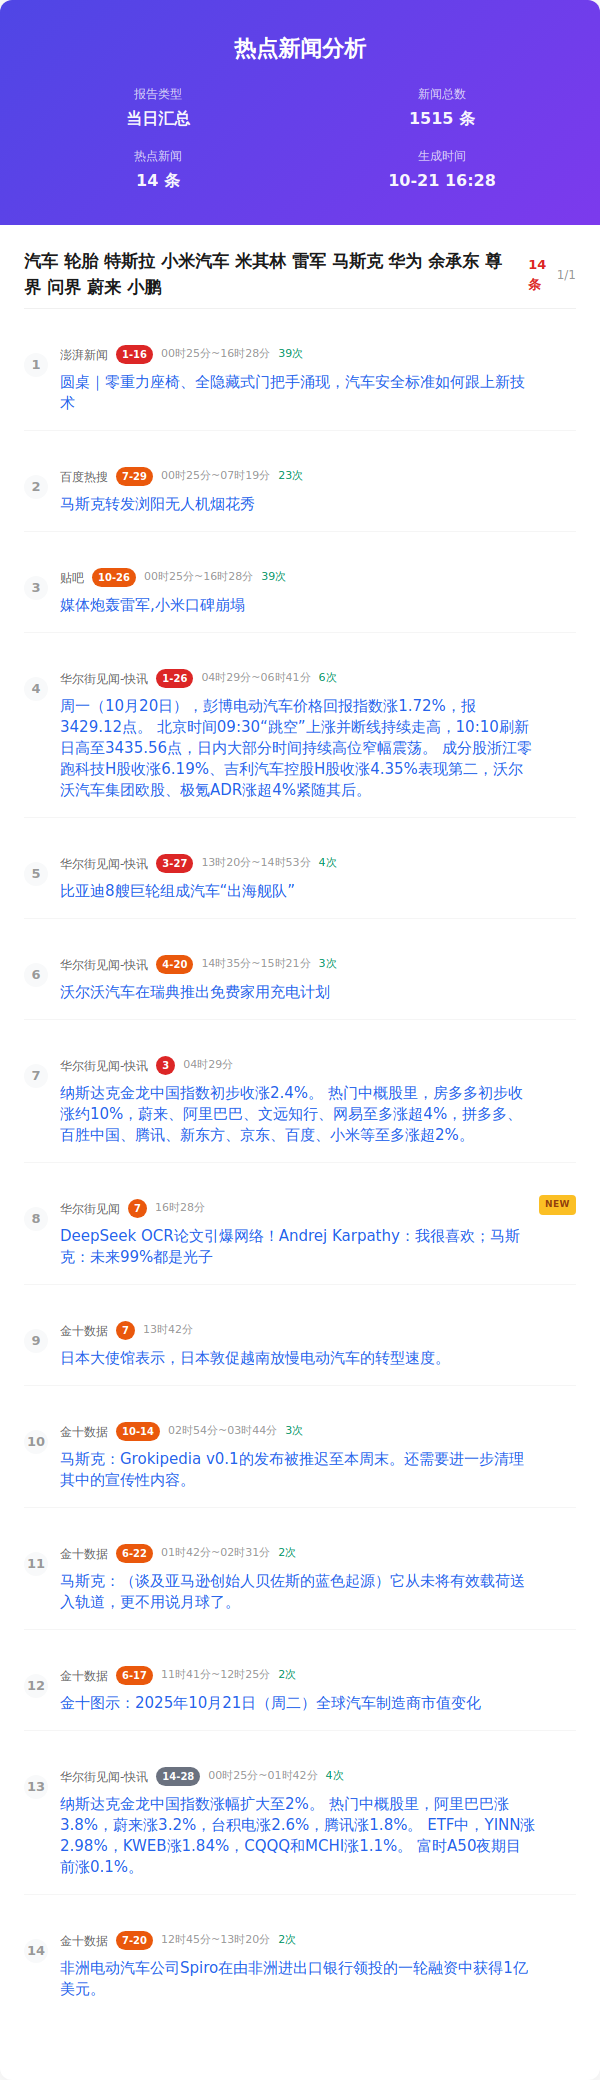 热点新闻分析
报告类型
新闻总数
当日汇总
1515 条
热点新闻
生成时间
14 条
10-21 16:28
汽车 轮胎 特斯拉 小米汽车 米其林 雷军 马斯克 华为 余承东 尊
界 问界 蔚来 小鹏
14
条
1/1
1
澎湃新闻 1-16 00时25分~16时28分 39次
圆桌｜零重力座椅、全隐藏式门把手涌现，汽车安全标准如何跟上新技
术
2
百度热搜 7-29 00时25分~07时19分 23次
马斯克转发浏阳无人机烟花秀
3
贴吧 10-26 00时25分~16时28分 39次
媒体炮轰雷军,小米口碑崩塌
4
华尔街见闻-快讯 1-26 04时29分~06时41分 6次
周一（10月20日），彭博电动汽车价格回报指数涨1.72%，报
3429.12点。 北京时间09:30“跳空”上涨并断线持续走高，10:10刷新
日高至3435.56点，日内大部分时间持续高位窄幅震荡。 成分股浙江零
跑科技H股收涨6.19%、吉利汽车控股H股收涨4.35%表现第二，沃尔
沃汽车集团欧股、极氪ADR涨超4%紧随其后。
5
华尔街见闻-快讯 3-27 13时20分~14时53分 4次
比亚迪8艘巨轮组成汽车“出海舰队”
6
华尔街见闻-快讯 4-20 14时35分~15时21分 3次
沃尔沃汽车在瑞典推出免费家用充电计划
7
华尔街见闻-快讯 3 04时29分
纳斯达克金龙中国指数初步收涨2.4%。 热门中概股里，房多多初步收
涨约10%，蔚来、阿里巴巴、文远知行、网易至多涨超4%，拼多多、
百胜中国、腾讯、新东方、京东、百度、小米等至多涨超2%。
8
华尔街见闻 7 16时28分
NEW
DeepSeek OCR论文引爆网络！Andrej Karpathy：我很喜欢；马斯
克：未来99%都是光子
9
金十数据 7 13时42分
日本大使馆表示，日本敦促越南放慢电动汽车的转型速度。
10
金十数据 10-14 02时54分~03时44分 3次
马斯克：Grokipedia v0.1的发布被推迟至本周末。还需要进一步清理
其中的宣传性内容。
11
金十数据 6-22 01时42分~02时31分 2次
马斯克：（谈及亚马逊创始人贝佐斯的蓝色起源）它从未将有效载荷送
入轨道，更不用说月球了。
12
金十数据 6-17 11时41分~12时25分 2次
金十图示：2025年10月21日（周二）全球汽车制造商市值变化
13
华尔街见闻-快讯 14-28 00时25分~01时42分 4次
纳斯达克金龙中国指数涨幅扩大至2%。 热门中概股里，阿里巴巴涨
3.8%，蔚来涨3.2%，台积电涨2.6%，腾讯涨1.8%。 ETF中，YINN涨
2.98%，KWEB涨1.84%，CQQQ和MCHI涨1.1%。 富时A50夜期目
前涨0.1%。
14
金十数据 7-20 12时45分~13时20分 2次
非洲电动汽车公司Spiro在由非洲进出口银行领投的一轮融资中获得1亿
美元。